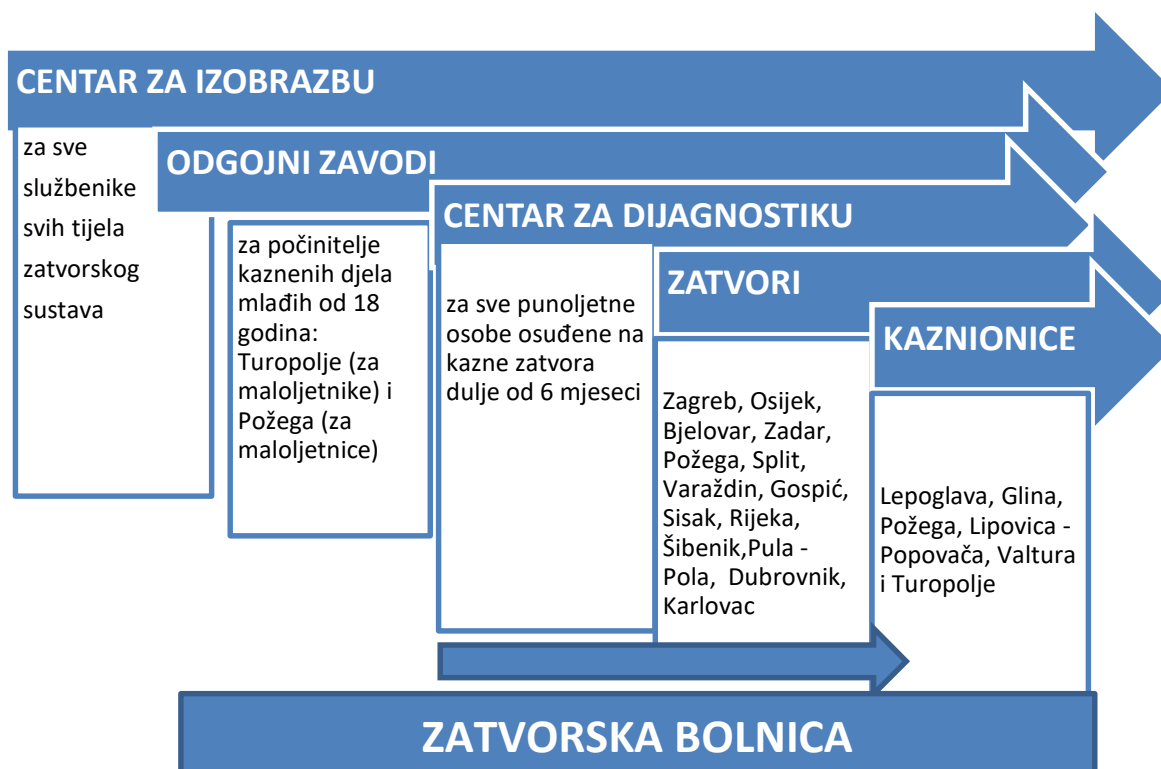 CENTAR ZA IZOBRAZBU
za sve
službenike
svih tijela
zatvorskog
sustava
ODGOJNI ZAVODI
za počinitelje
kaznenih djela
mlađih od 18
godina:
Turopolje (za
maloljetnike) i
Požega (za
maloljetnice)
CENTAR ZA DIJAGNOSTIKU
za sve punoljetne
osobe osuđene na
kazne zatvora
dulje od 6 mjeseci
ZATVORI
Zagreb, Osijek,
Bjelovar, Zadar,
Požega, Split,
Varaždin, Gospić,
Sisak, Rijeka,
Šibenik,Pula -
Pola, Dubrovnik,
Karlovac
KAZNIONICE
Lepoglava, Glina,
Požega, Lipovica -
Popovača, Valtura
i Turopolje
ZATVORSKA BOLNICA